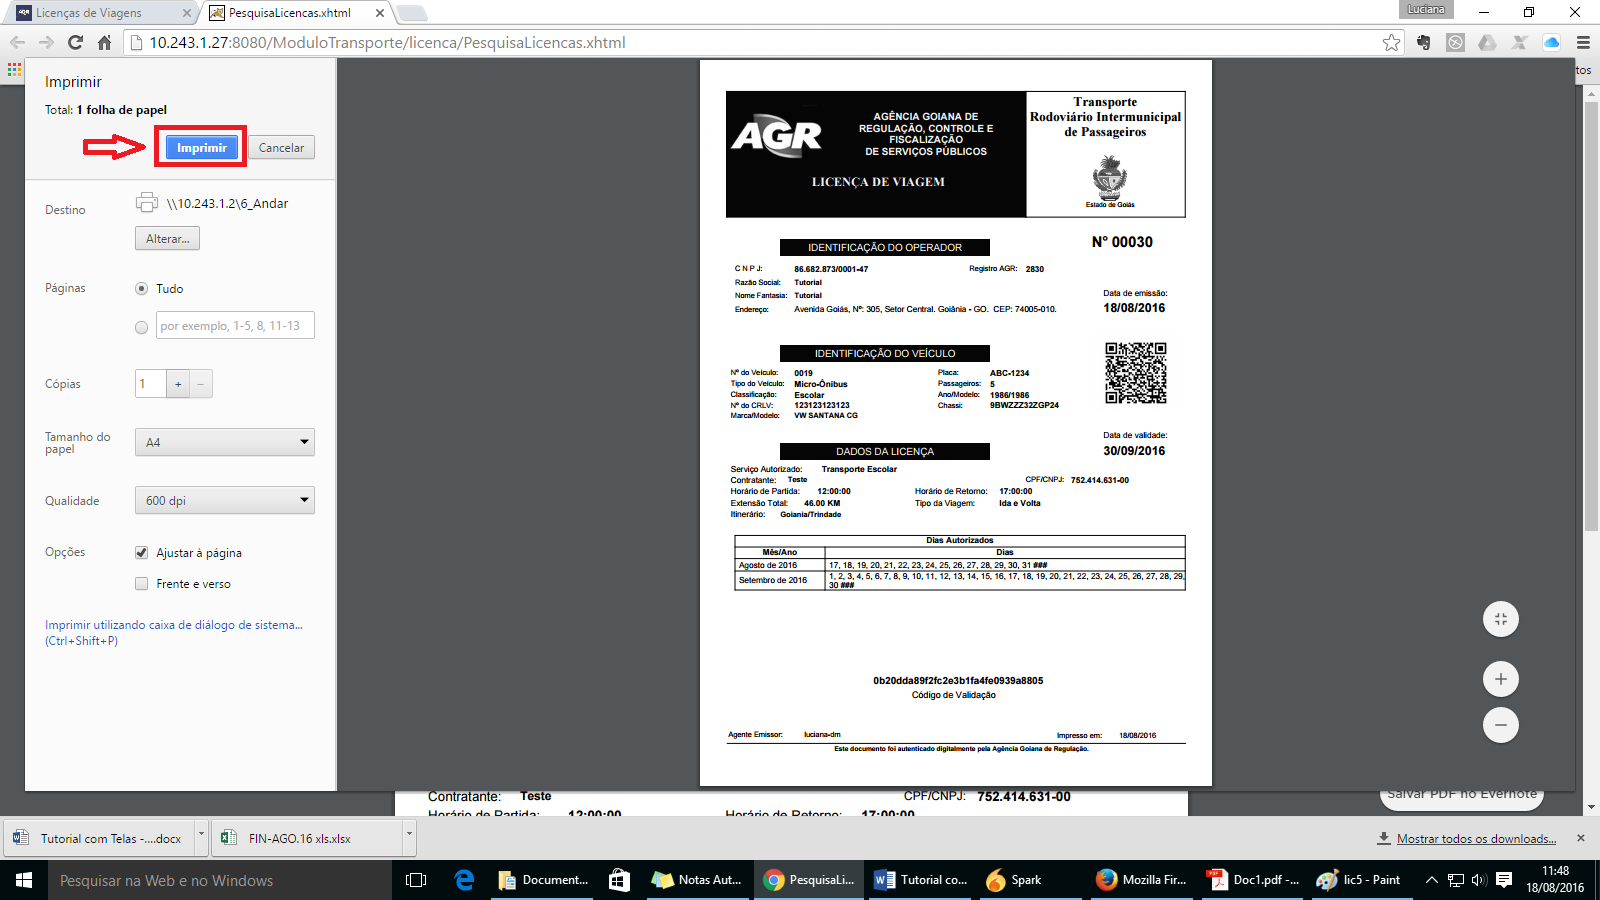 Licenças de Viagens
PesquisaLicencas.xhtml
Luciana
10.243.1.27:8080/ModuloTransporte/licenca/PesquisaLicencas.xhtml
tos
Imprimir
Total: 1 folha de papel
Imprimir
Cancelar
Destino
\\10.243.1.2\6_Andar
Alterar...
Páginas
Tudo
por exemplo, 1-5, 8, 11-13
Cópias
1
+
−
Tamanho do papel
A4
Qualidade
600 dpi
Opções
Ajustar à página
Frente e verso
Imprimir utilizando caixa de diálogo de sistema...
(Ctrl+Shift+P)
AGR
AGÊNCIA GOIANA DE
REGULAÇÃO, CONTROLE E
FISCALIZAÇÃO
DE SERVIÇOS PÚBLICOS
LICENÇA DE VIAGEM
Transporte
Rodoviário Intermunicipal
de Passageiros
Estado de Goiás
IDENTIFICAÇÃO DO OPERADOR
Nº 00030
C N P J: 86.682.873/0001-47 Registro AGR: 2830
Razão Social: Tutorial
Nome Fantasia: Tutorial
Endereço: Avenida Goiás, Nº: 305, Setor Central. Goiânia - GO. CEP: 74005-010.
Data de emissão:
18/08/2016
IDENTIFICAÇÃO DO VEÍCULO
Nº do Veículo: 0019 Placa: ABC-1234
Tipo do Veículo: Micro-Ônibus Passageiros: 5
Classificação: Escolar Ano/Modelo: 1986/1986
Nº do CRLV: 123123123123 Chassi: 9BWZZZ32ZGP24
Marca/Modelo: VW SANTANA CG
Data de validade:
30/09/2016
DADOS DA LICENÇA
Serviço Autorizado: Transporte Escolar
Contratante: Teste CPF/CNPJ: 752.414.631-00
Horário de Partida: 12:00:00 Horário de Retorno: 17:00:00
Extensão Total: 46.00 KM Tipo da Viagem: Ida e Volta
Itinerário: Goiania/Trindade
Dias Autorizados
Mês/Ano Dias
Agosto de 2016 17, 18, 19, 20, 21, 22, 23, 24, 25, 26, 27, 28, 29, 30, 31 ###
Setembro de 2016 1, 2, 3, 4, 5, 6, 7, 8, 9, 10, 11, 12, 13, 14, 15, 16, 17, 18, 19, 20, 21, 22, 23, 24, 25, 26, 27, 28, 29,
30 ###
0b20dda89f2fc2e3b1fa4fe0939a8805
Código de Validação
Agente Emissor: luciana-dm Impresso em: 18/08/2016
Este documento foi autenticado digitalmente pela Agência Goiana de Regulação.
Contratante: Teste CPF/CNPJ: 752.414.631-00
Horário de Partida: 12:00:00 Horário de Retorno: 17:00:00
Salvar PDF no Evernote
Tutorial com Telas -....docx
FIN-AGO.16 xls.xlsx
Mostrar todos os downloads...
Pesquisar na Web e no Windows
Document...
Notas Aut...
PesquisaLi...
Tutorial co...
Spark
Mozilla Fir...
Doc1.pdf -...
lic5 - Paint
11:48
18/08/2016